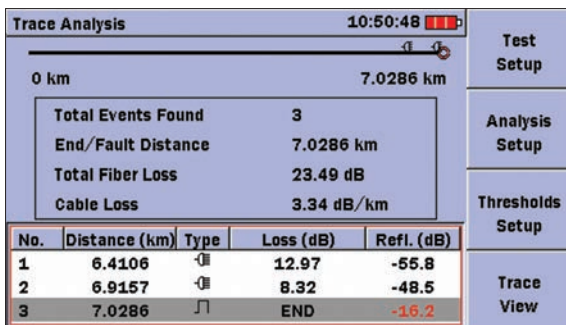 Trace Analysis 10:50:48
0 km 7.0286 km
Total Events Found 3
End/Fault Distance 7.0286 km
Total Fiber Loss 23.49 dB
Cable Loss 3.34 dB/km
No. Distance (km) Type Loss (dB) Refl. (dB)
1 6.4106 12.97 -55.8
2 6.9157 8.32 -48.5
3 7.0286 END -16.2
Test
Setup
Analysis
Setup
Thresholds
Setup
Trace
View